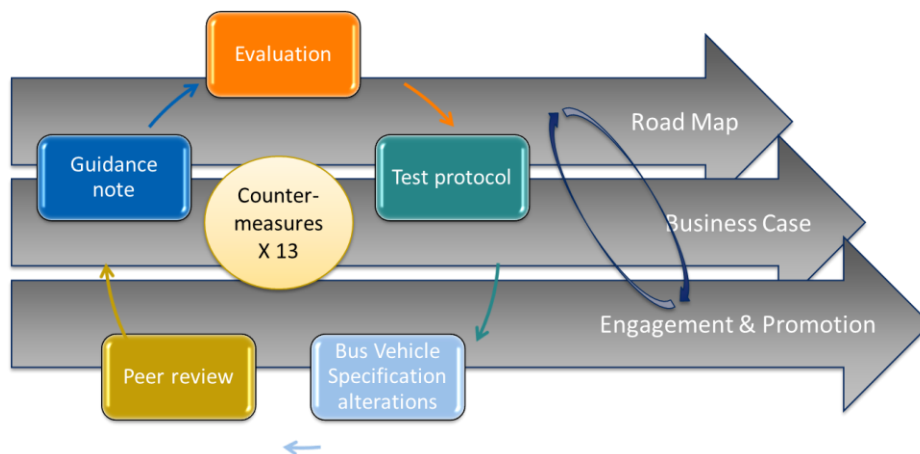 Evaluation
Road Map
Guidance
note
Test protocol
Counter-
measures
X 13
Business Case
Engagement & Promotion
Peer review
Bus Vehicle
Specification
alterations